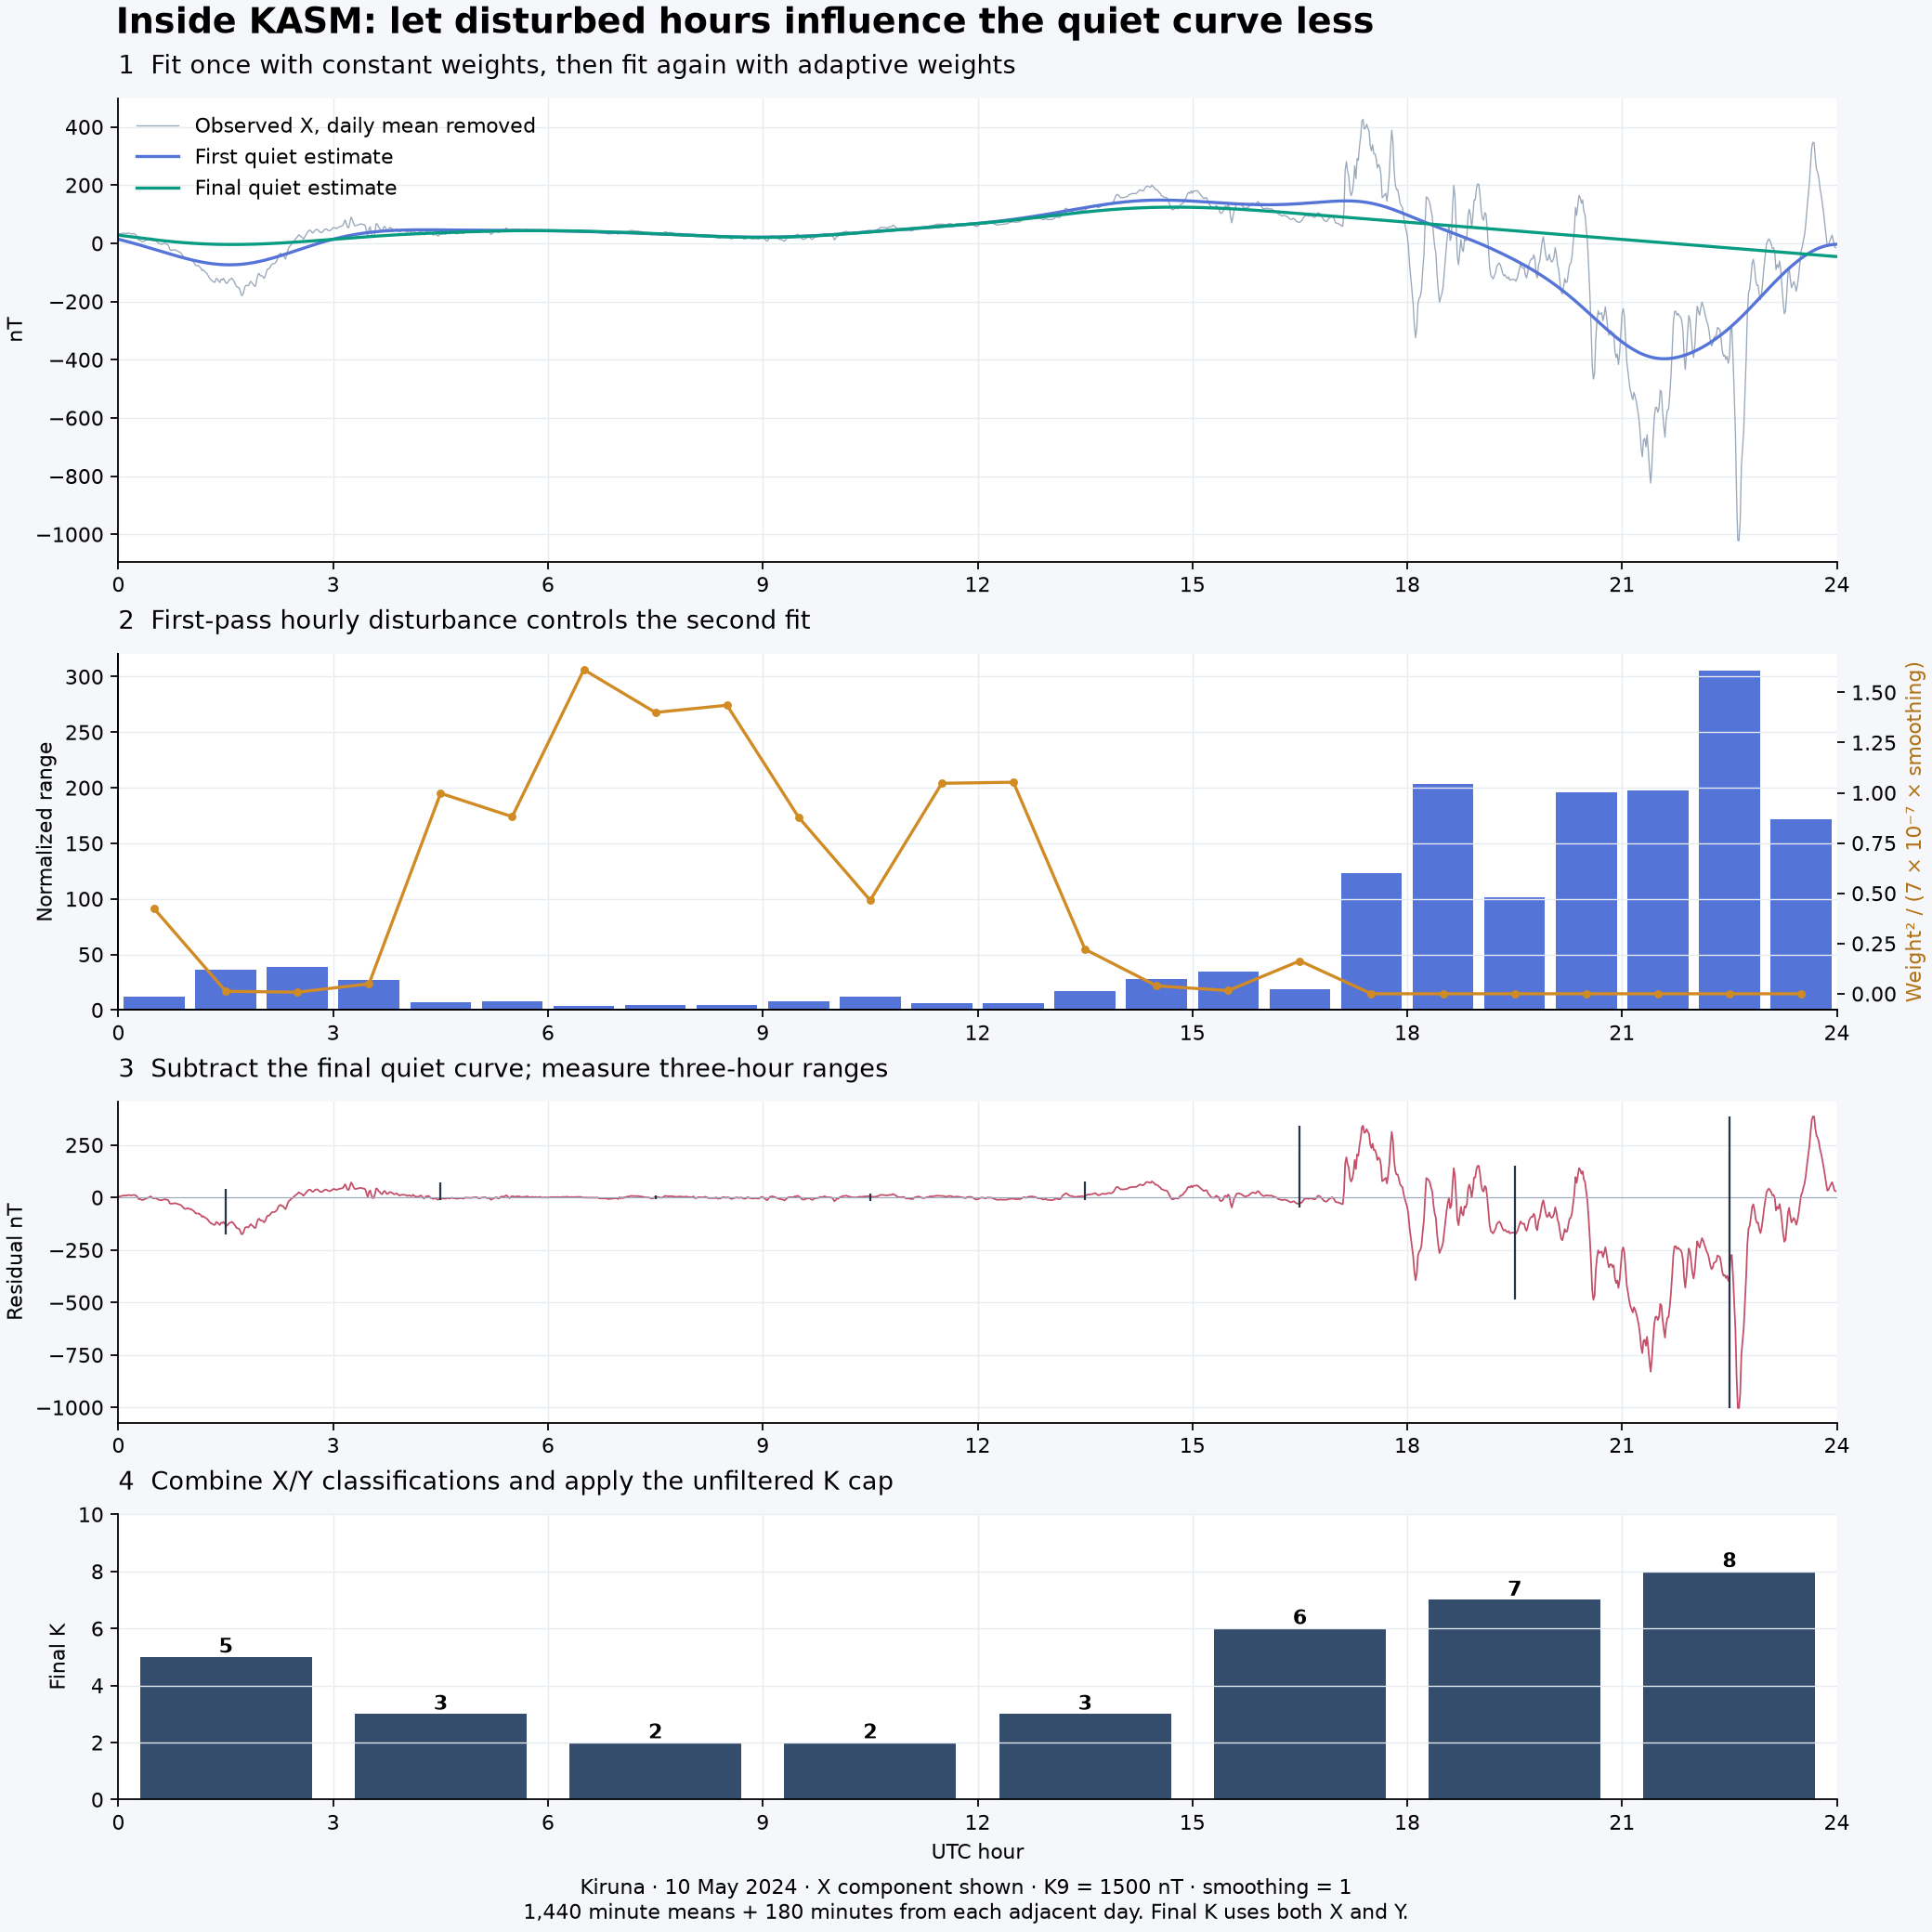 Inside KASM: let disturbed hours influence the quiet curve less
1 Fit once with constant weights, then fit again with adaptive weights
Observed X, daily mean removed
First quiet estimate
Final quiet estimate
nT
400
200
0
−200
−400
−600
−800
−1000
0 3 6 9 12 15 18 21 24
2 First-pass hourly disturbance controls the second fit
Normalized range
300
250
200
150
100
50
0
1.50
1.25
1.00
0.75
0.50
0.25
0.00
Weight² / (7 × 10⁻⁷ × smoothing)
0 3 6 9 12 15 18 21 24
3 Subtract the final quiet curve; measure three-hour ranges
Residual nT
250
0
−250
−500
−750
−1000
0 3 6 9 12 15 18 21 24
4 Combine X/Y classifications and apply the unfiltered K cap
Final K
10
8
6
4
2
0
5 3 2 2 3 6 7 8
0 3 6 9 12 15 18 21 24
UTC hour
Kiruna · 10 May 2024 · X component shown · K9 = 1500 nT · smoothing = 1
1,440 minute means + 180 minutes from each adjacent day. Final K uses both X and Y.